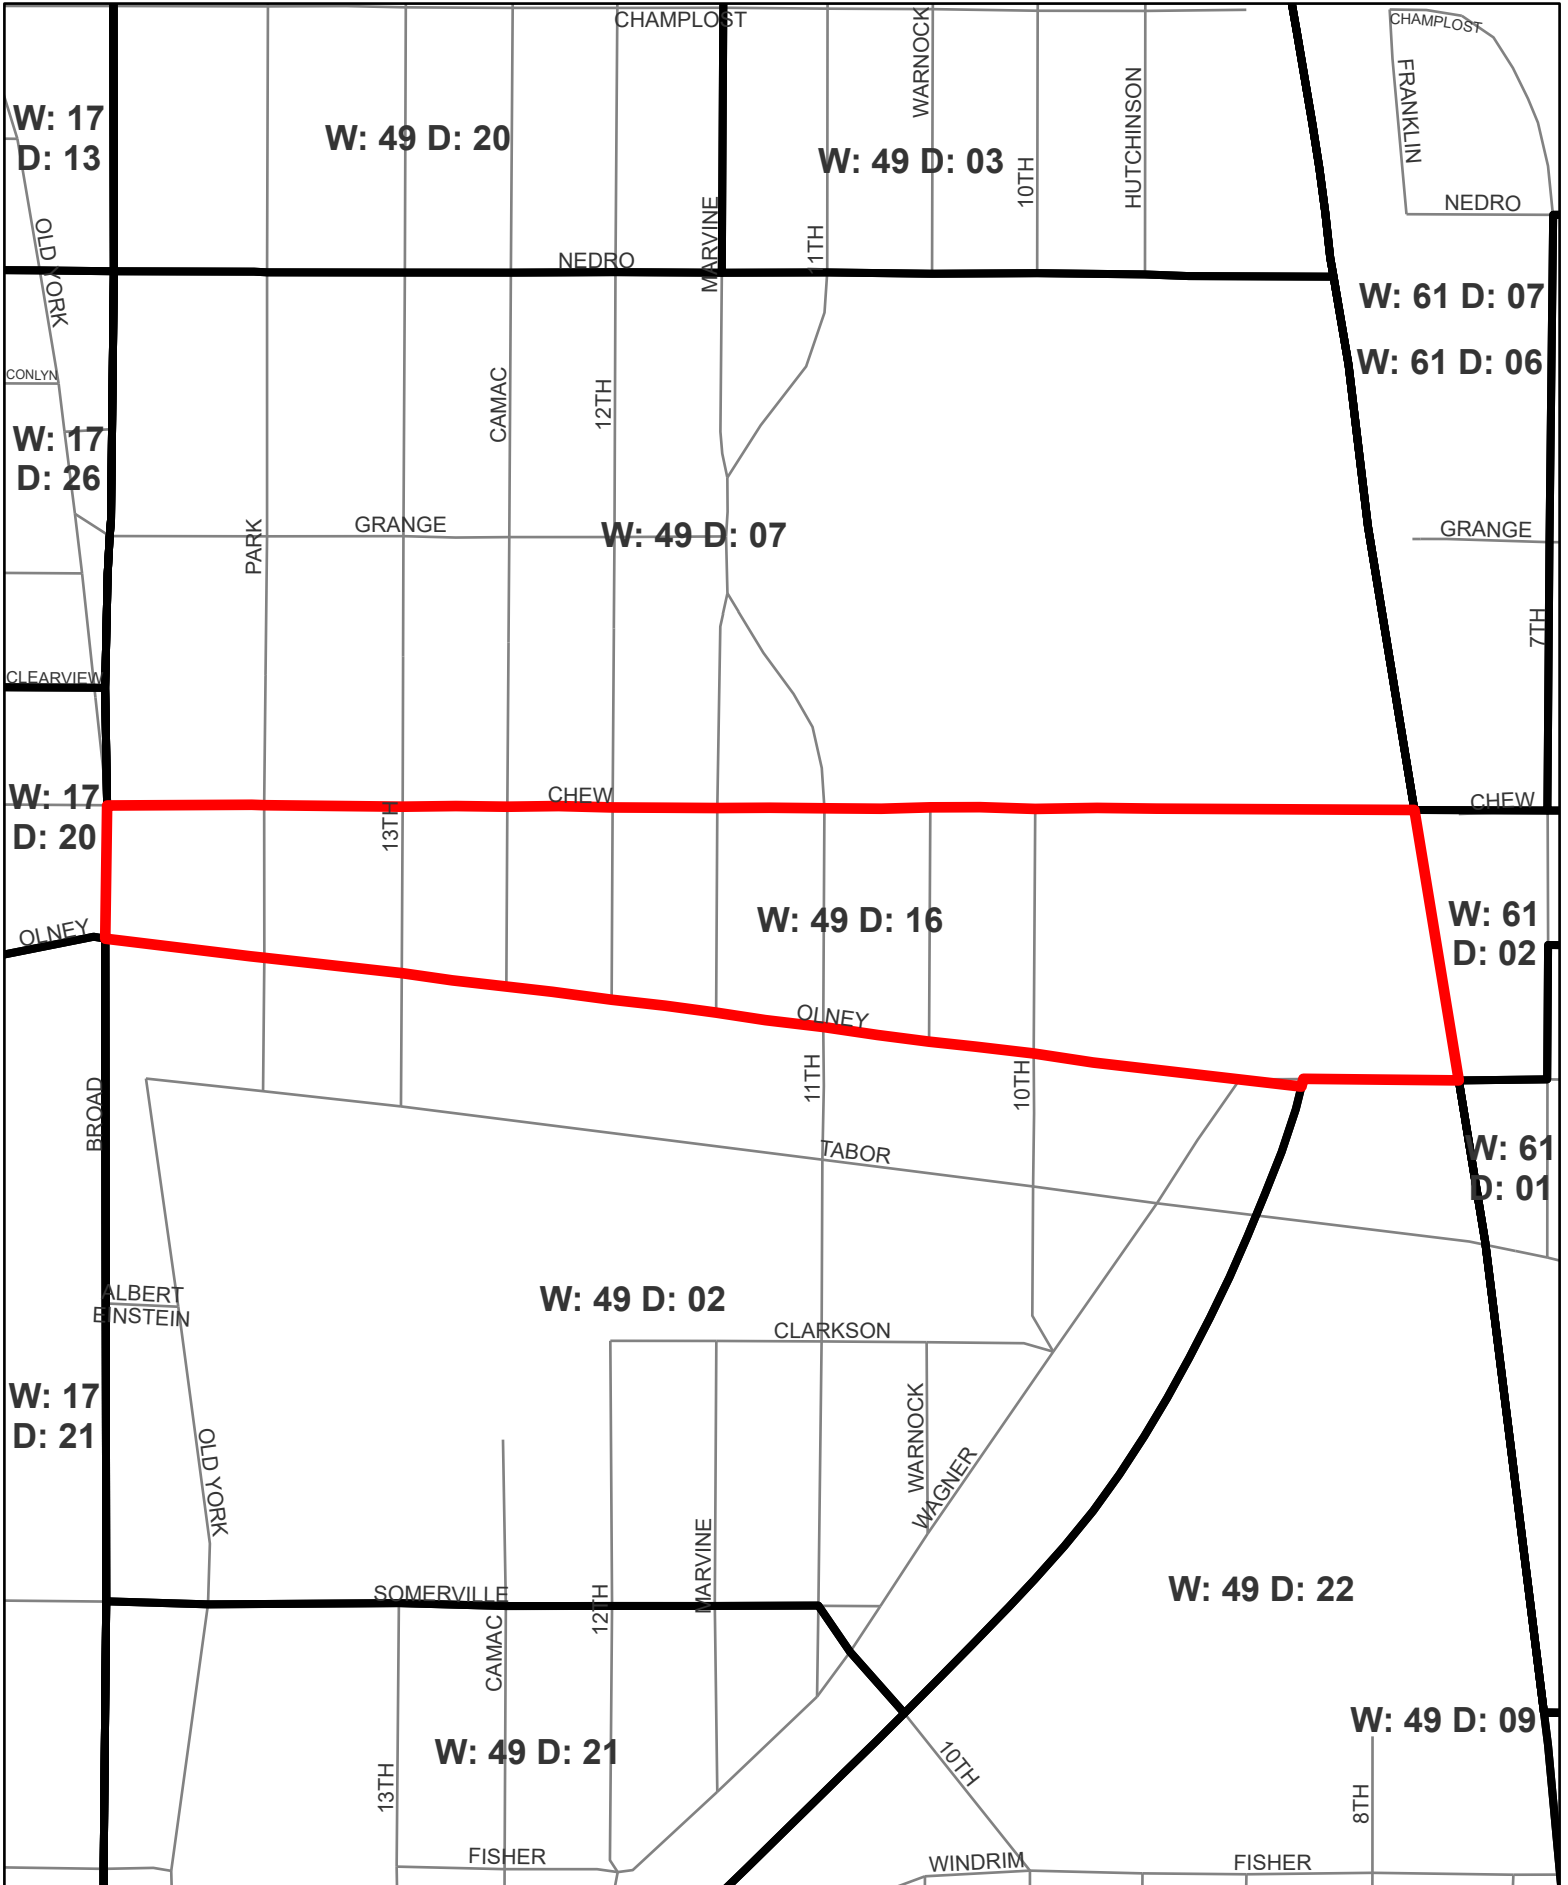 CHAMPLOST
WARNOCK
CHAMPLOST
FRANKLIN
HUTCHINSON
W: 17
D: 13
W: 49 D: 20
W: 49 D: 03
10TH
NEDRO
MARVINE
11TH
OLD YORK
NEDRO
W: 61 D: 07
W: 61 D: 06
CONLYN
CAMAC
12TH
W: 17
D: 26
PARK
GRANGE
W: 49 D: 07
GRANGE
7TH
CLEARVIEW
W: 17
D: 20
CHEW
CHEW
13TH
OLNEY
W: 49 D: 16
W: 61
D: 02
OLNEY
BROAD
11TH
10TH
TABOR
W: 61
D: 01
ALBERT
EINSTEIN
W: 49 D: 02
CLARKSON
W: 17
D: 21
OLD YORK
WARNOCK
WAGNER
MARVINE
SOMERVILLE
12TH
W: 49 D: 22
CAMAC
W: 49 D: 21
W: 49 D: 09
13TH
10TH
8TH
FISHER
WINDRIM
FISHER